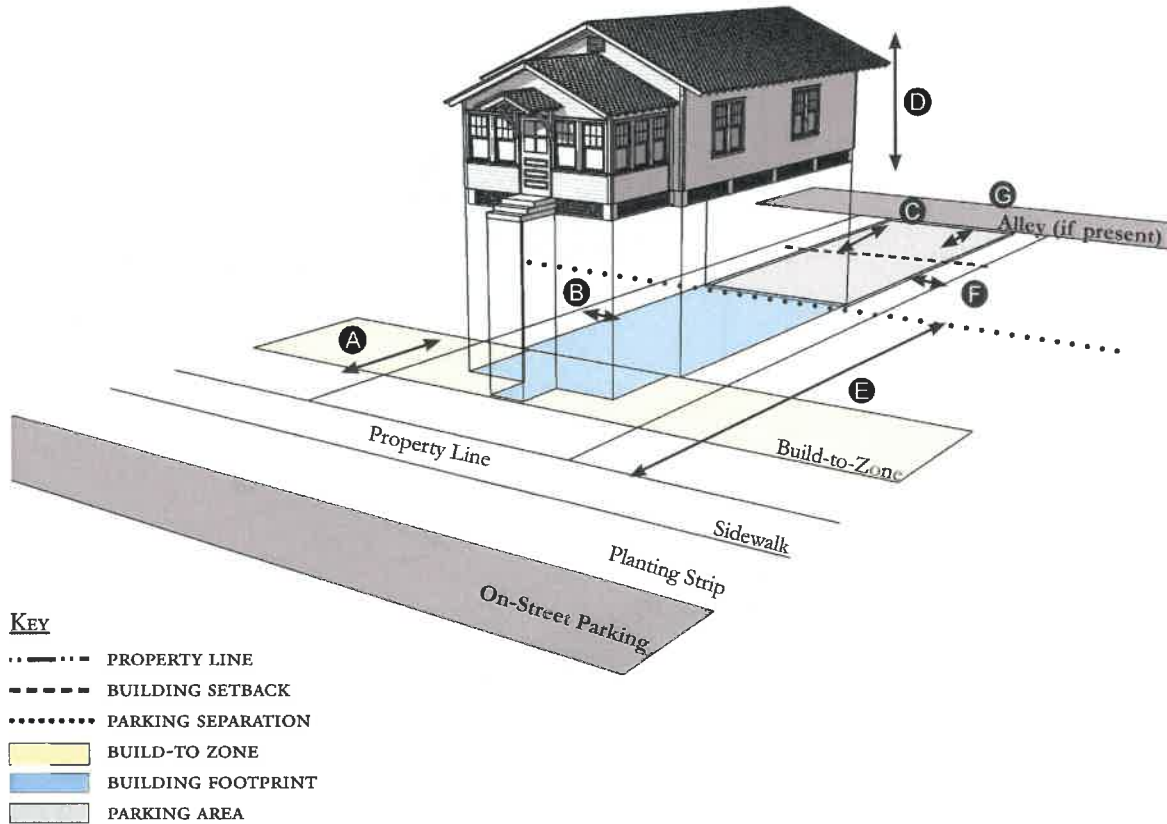 D
G
C
Alley (if present)
B
F
A
E
Property Line
Build-to-Zone
Sidewalk
Planting Strip
On-Street Parking
KEY
PROPERTY LINE
BUILDING SETBACK
PARKING SEPARATION
BUILD-TO ZONE
BUILDING FOOTPRINT
PARKING AREA